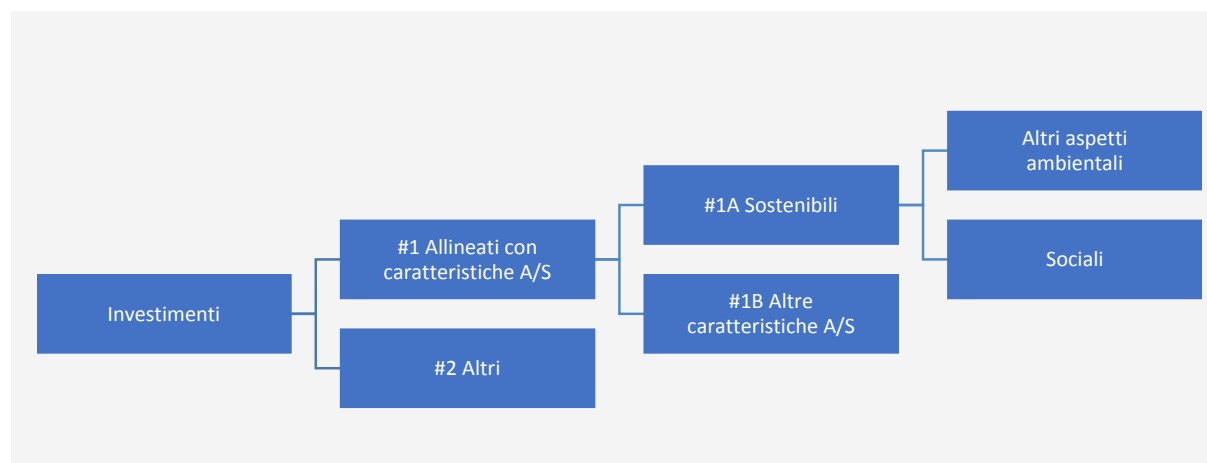 Investimenti
#1 Allineati con
caratteristiche A/S
#2 Altri
#1A Sostenibili
#1B Altre
caratteristiche A/S
Altri aspetti
ambientali
Sociali